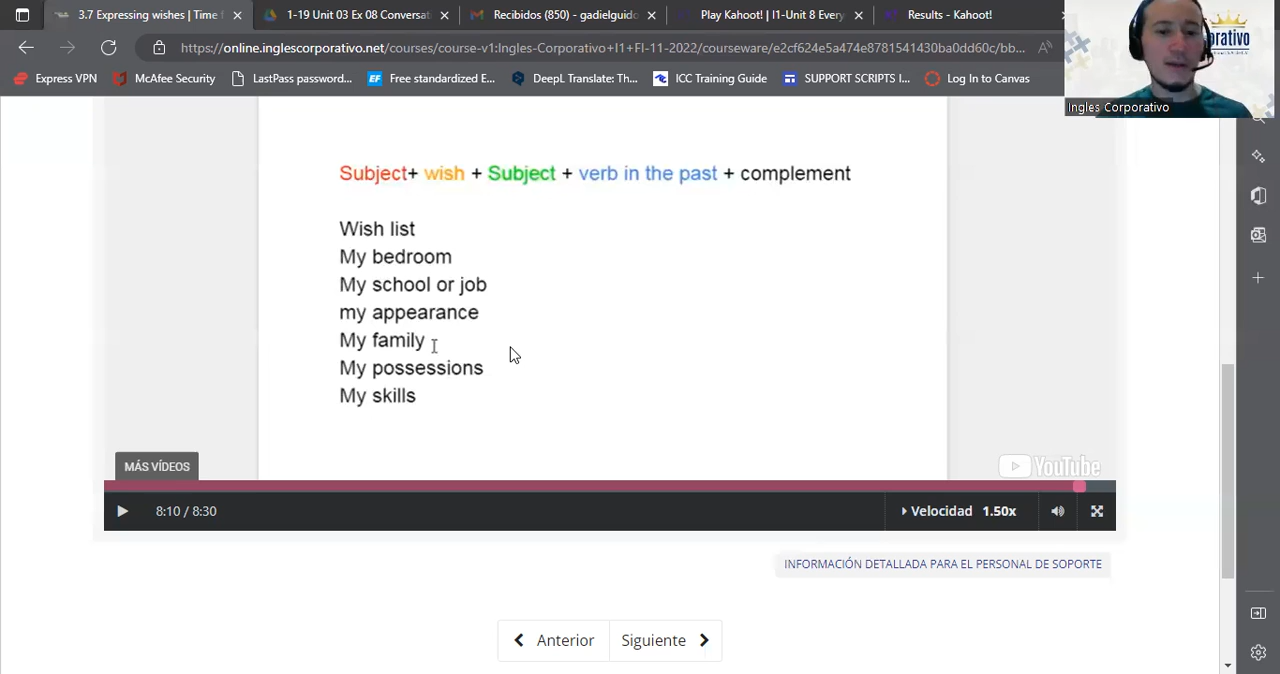 3.7 Expressing wishes | Time f
1-19 Unit 03 Ex 08 Conversat
Recibidos (850) - gadielguido
Play Kahoot! | I1-Unit 8 Every
Results - Kahoot!
https://online.inglescorporativo.net/courses/course-v1:Ingles-Corporativo+I1+FI-11-2022/courseware/e2cf624e5a474e8781541430ba0dd60c/bb...
Express VPN
McAfee Security
LastPass password...
EF
Free standardized E...
DeepL Translate: Th...
ICC Training Guide
SUPPORT SCRIPTS I...
Log In to Canvas
orativo
Ingles Corporativo
Subject+ wish + Subject + verb in the past + complement
Wish list
My bedroom
My school or job
my appearance
My family
My possessions
My skills
MÁS VÍDEOS
YouTube
8:10 / 8:30
Velocidad 1.50x
INFORMACIÓN DETALLADA PARA EL PERSONAL DE SOPORTE
Anterior
Siguiente